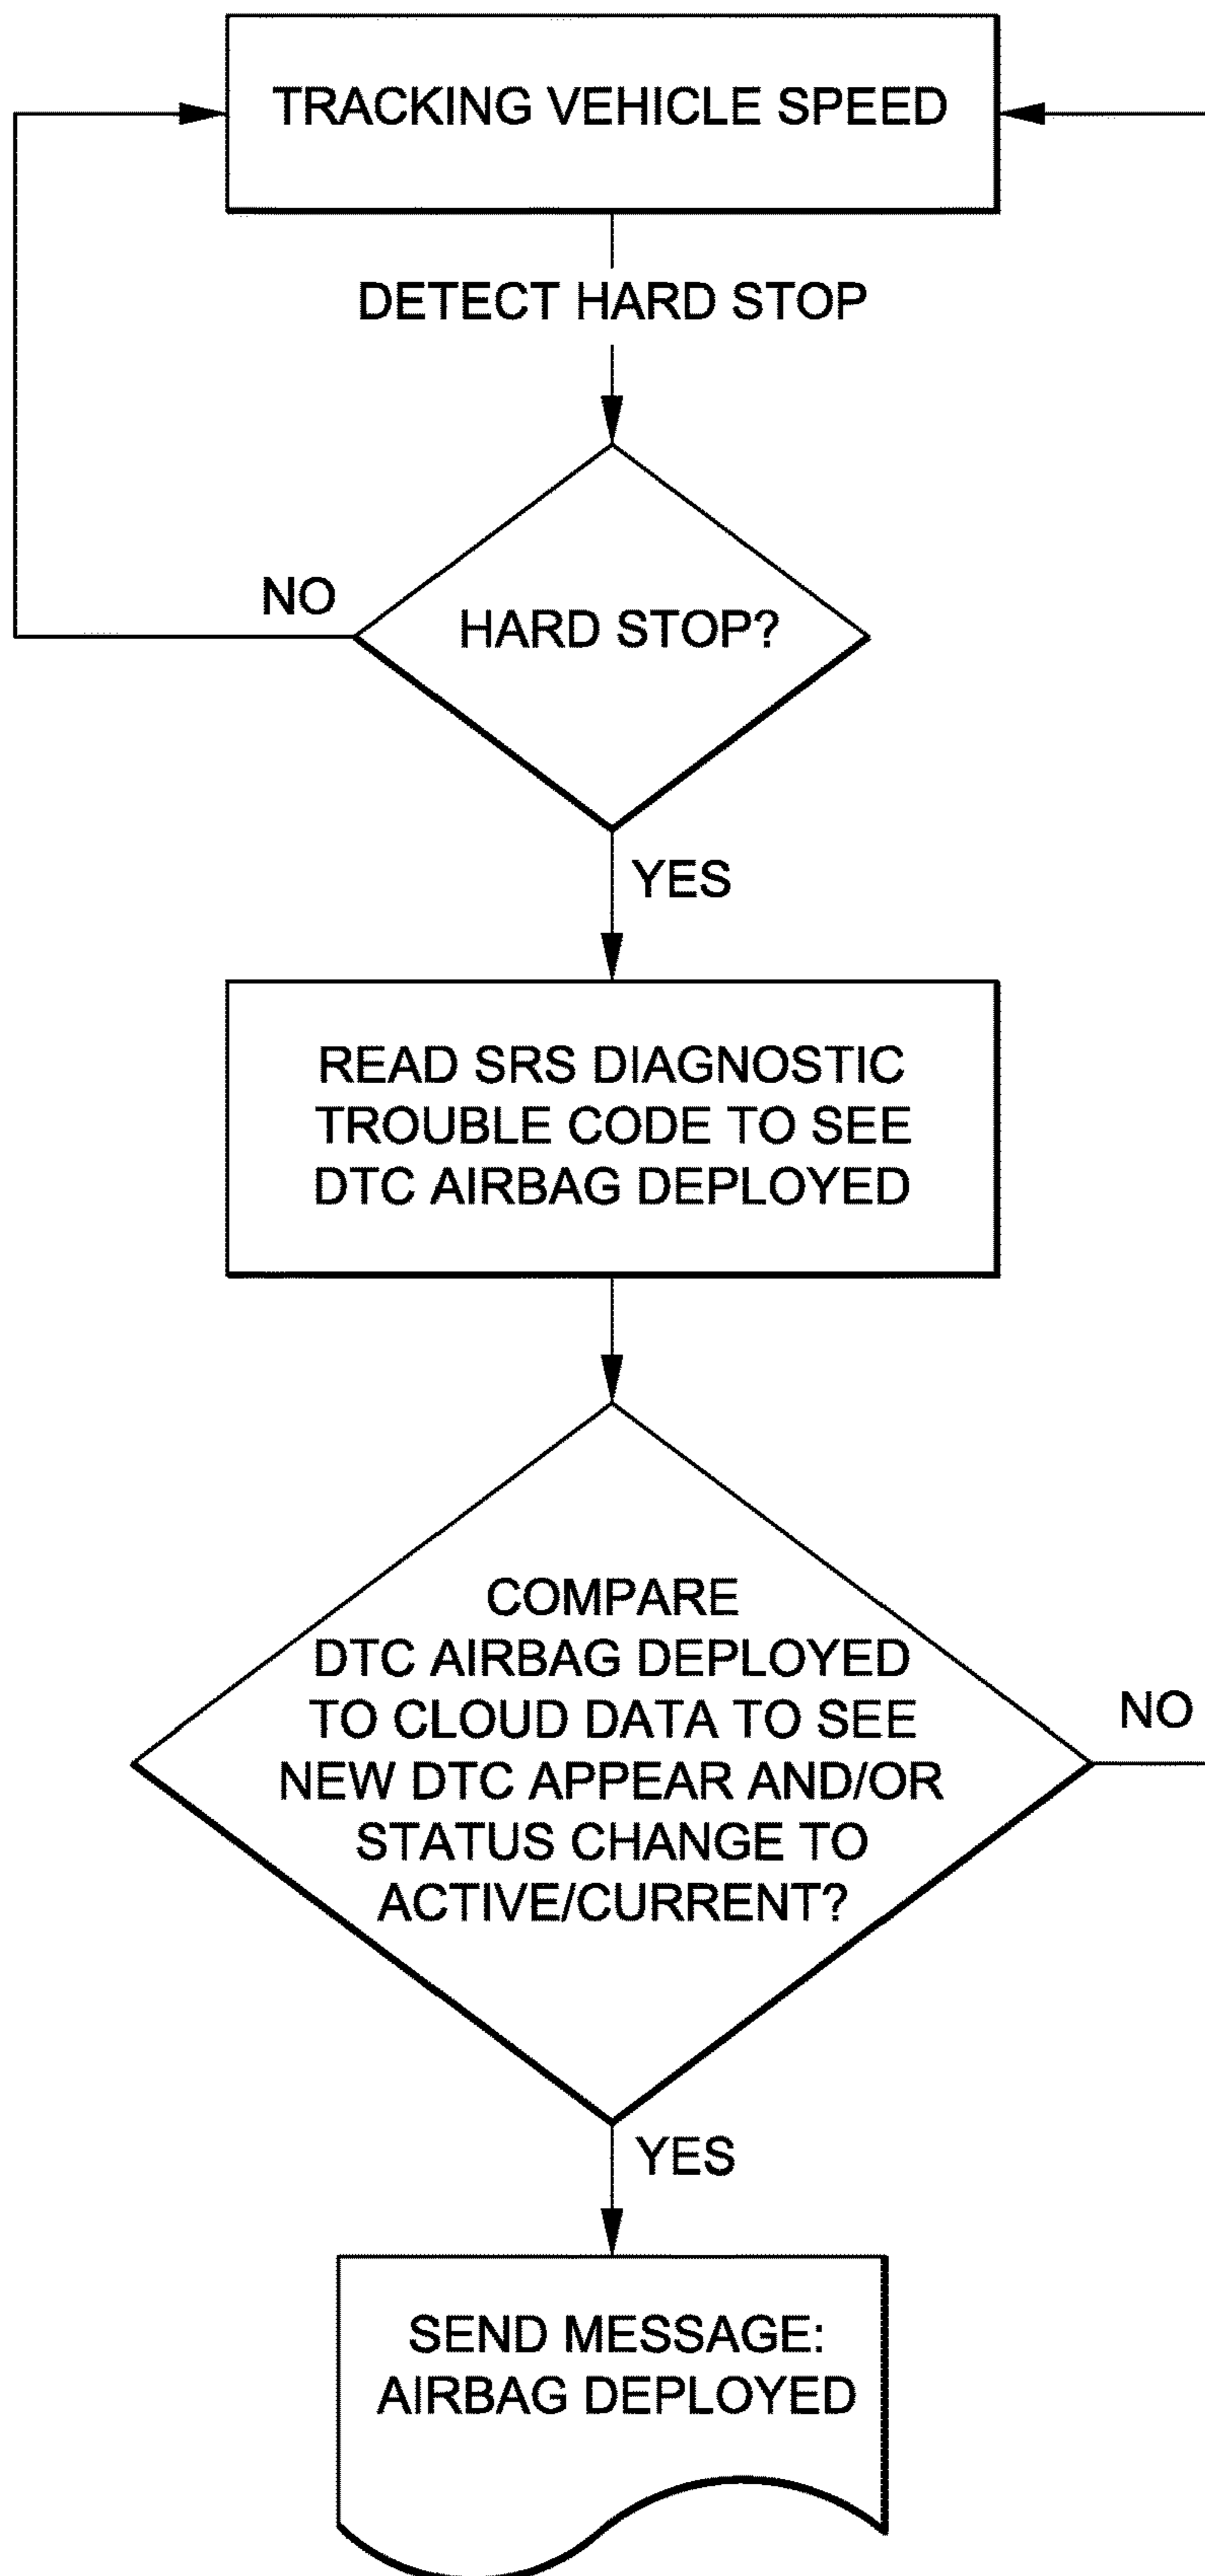 TRACKING VEHICLE SPEED
DETECT HARD STOP
NO
HARD STOP?
YES
READ SRS DIAGNOSTIC
TROUBLE CODE TO SEE
DTC AIRBAG DEPLOYED
COMPARE
DTC AIRBAG DEPLOYED
TO CLOUD DATA TO SEE
NO
NEW DTC APPEAR AND/OR
STATUS CHANGE TO
ACTIVE/CURRENT?
YES
SEND MESSAGE:
AIRBAG DEPLOYED